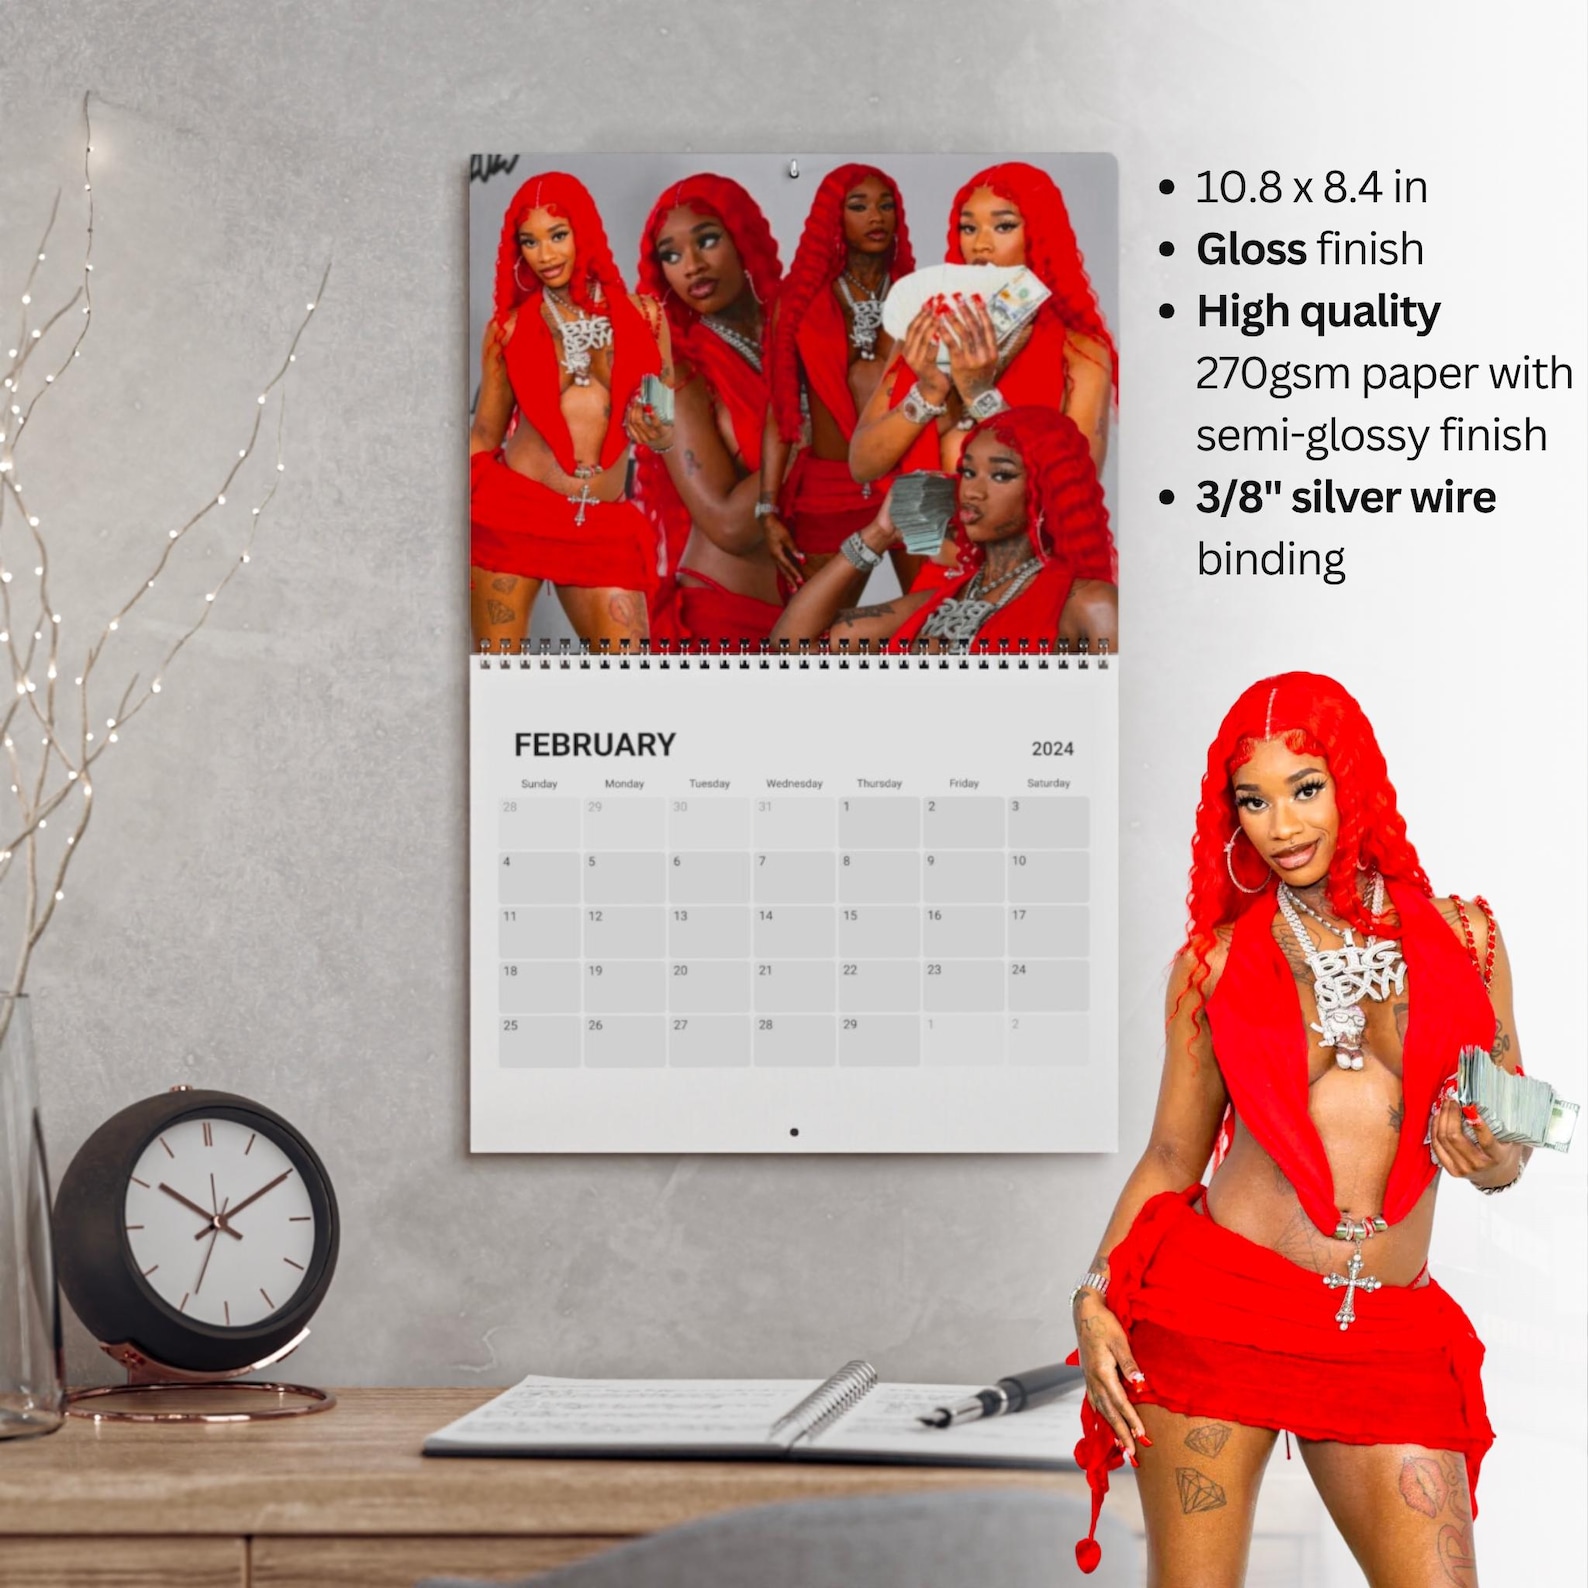 10.8 x 8.4 in
Gloss finish
High quality
270gsm paper with
semi-glossy finish
3/8" silver wire
binding
BIG
SEXY
FEBRUARY 2024
Sunday Monday Tuesday Wednesday Thursday Friday Saturday
28 29 30 31 1 2 3
4 5 6 7 8 9 10
11 12 13 14 15 16 17
18 19 20 21 22 23 24
25 26 27 28 29 1 2
BIG
SEXYY